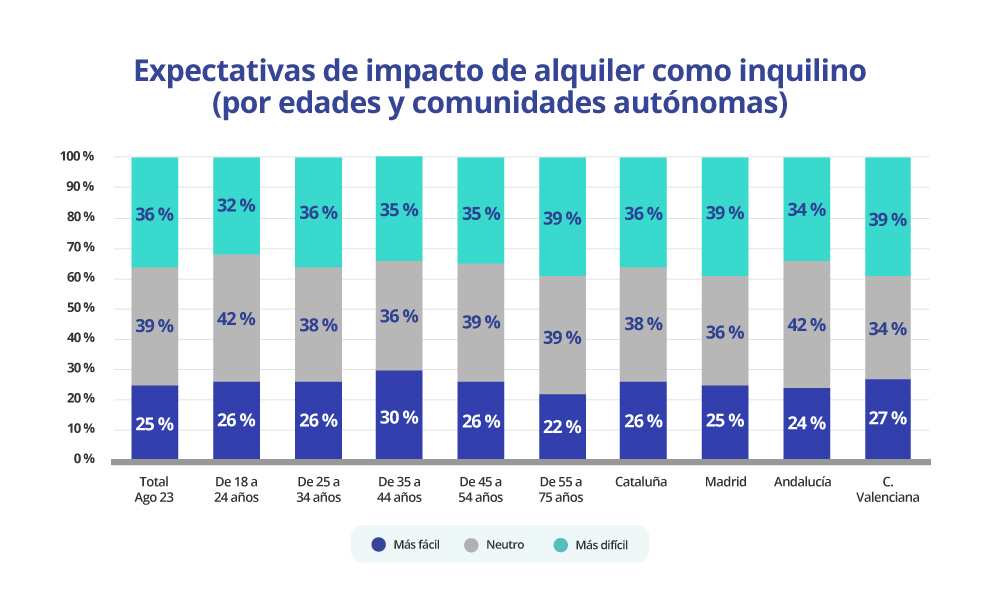 Expectativas de impacto de alquiler como inquilino
(por edades y comunidades autónomas)
100 %
90 %
80 %
70 %
60 %
50 %
40 %
30 %
20 %
10 %
0 %
36 %
32 %
36 %
35 %
35 %
39 %
36 %
39 %
34 %
39 %
39 %
42 %
38 %
36 %
39 %
39 %
38 %
36 %
42 %
34 %
25 %
26 %
26 %
30 %
26 %
22 %
26 %
25 %
24 %
27 %
Total
Ago 23
De 18 a
24 años
De 25 a
34 años
De 35 a
44 años
De 45 a
54 años
De 55 a
75 años
Cataluña
Madrid
Andalucía
C.
Valenciana
Más fácil
Neutro
Más difícil